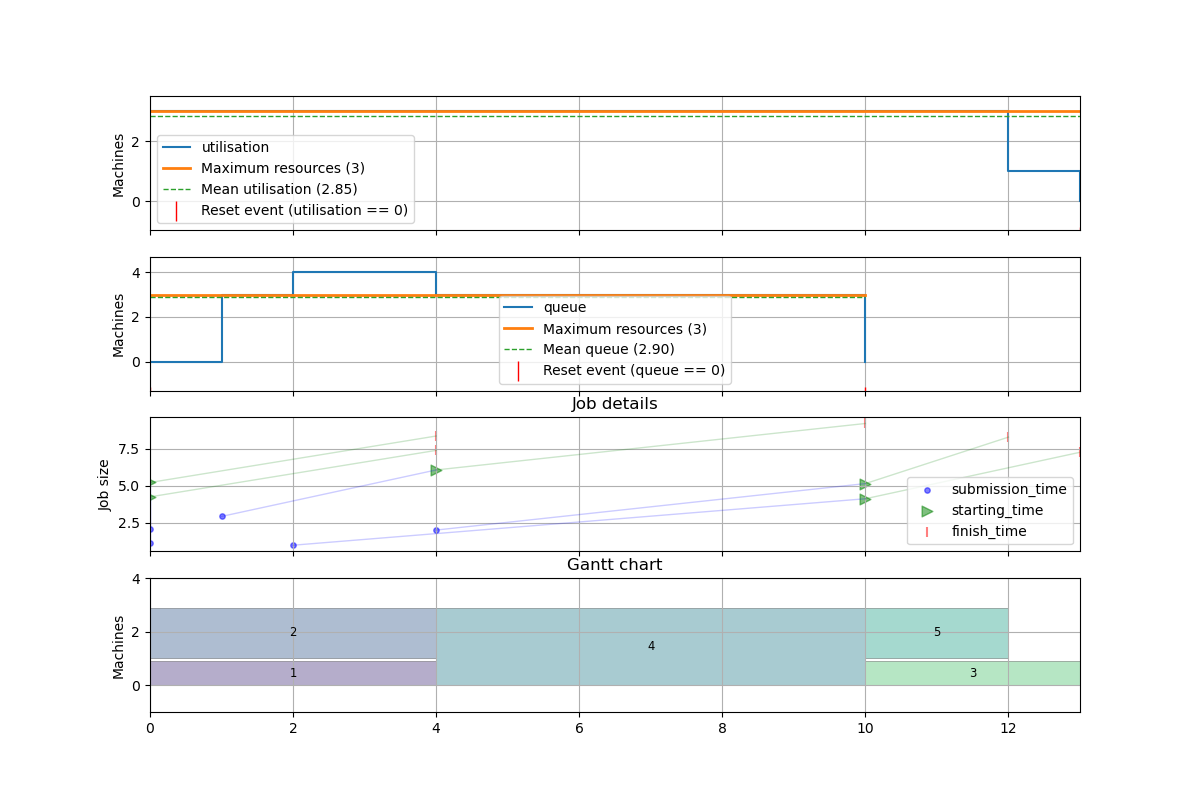 Machines
2
0
utilisation
Maximum resources (3)
Mean utilisation (2.85)
Reset event (utilisation == 0)
Machines
4
2
0
queue
Maximum resources (3)
Mean queue (2.90)
Reset event (queue == 0)
Job details
Job size
7.5
5.0
2.5
submission_time
starting_time
finish_time
Gantt chart
Machines
4
2
0
2
1
4
5
3
0 2 4 6 8 10 12